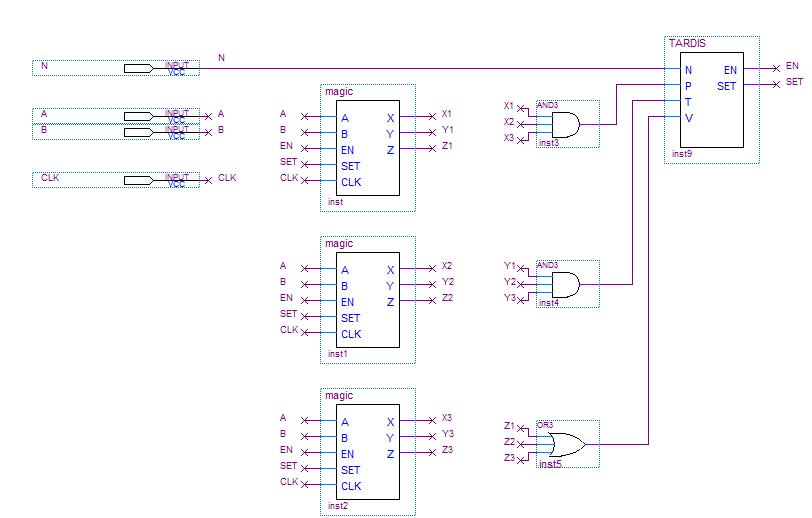 N INPUT VCC N
A INPUT VCC A
B INPUT VCC B
CLK INPUT VCC CLK
magic
A A X X1
B B Y Y1
EN EN Z Z1
SET SET
CLK CLK
inst
X1 AND3
X2
X3
inst3
TARDIS
N EN EN
P SET SET
T
V
inst9
magic
A A X X2
B B Y Y2
EN EN Z Z2
SET SET
CLK CLK
inst1
Y1 AND3
Y2
Y3
inst4
magic
A A X X3
B B Y Y3
EN EN Z Z3
SET SET
CLK CLK
inst2
Z1 OR3
Z2
Z3
inst5